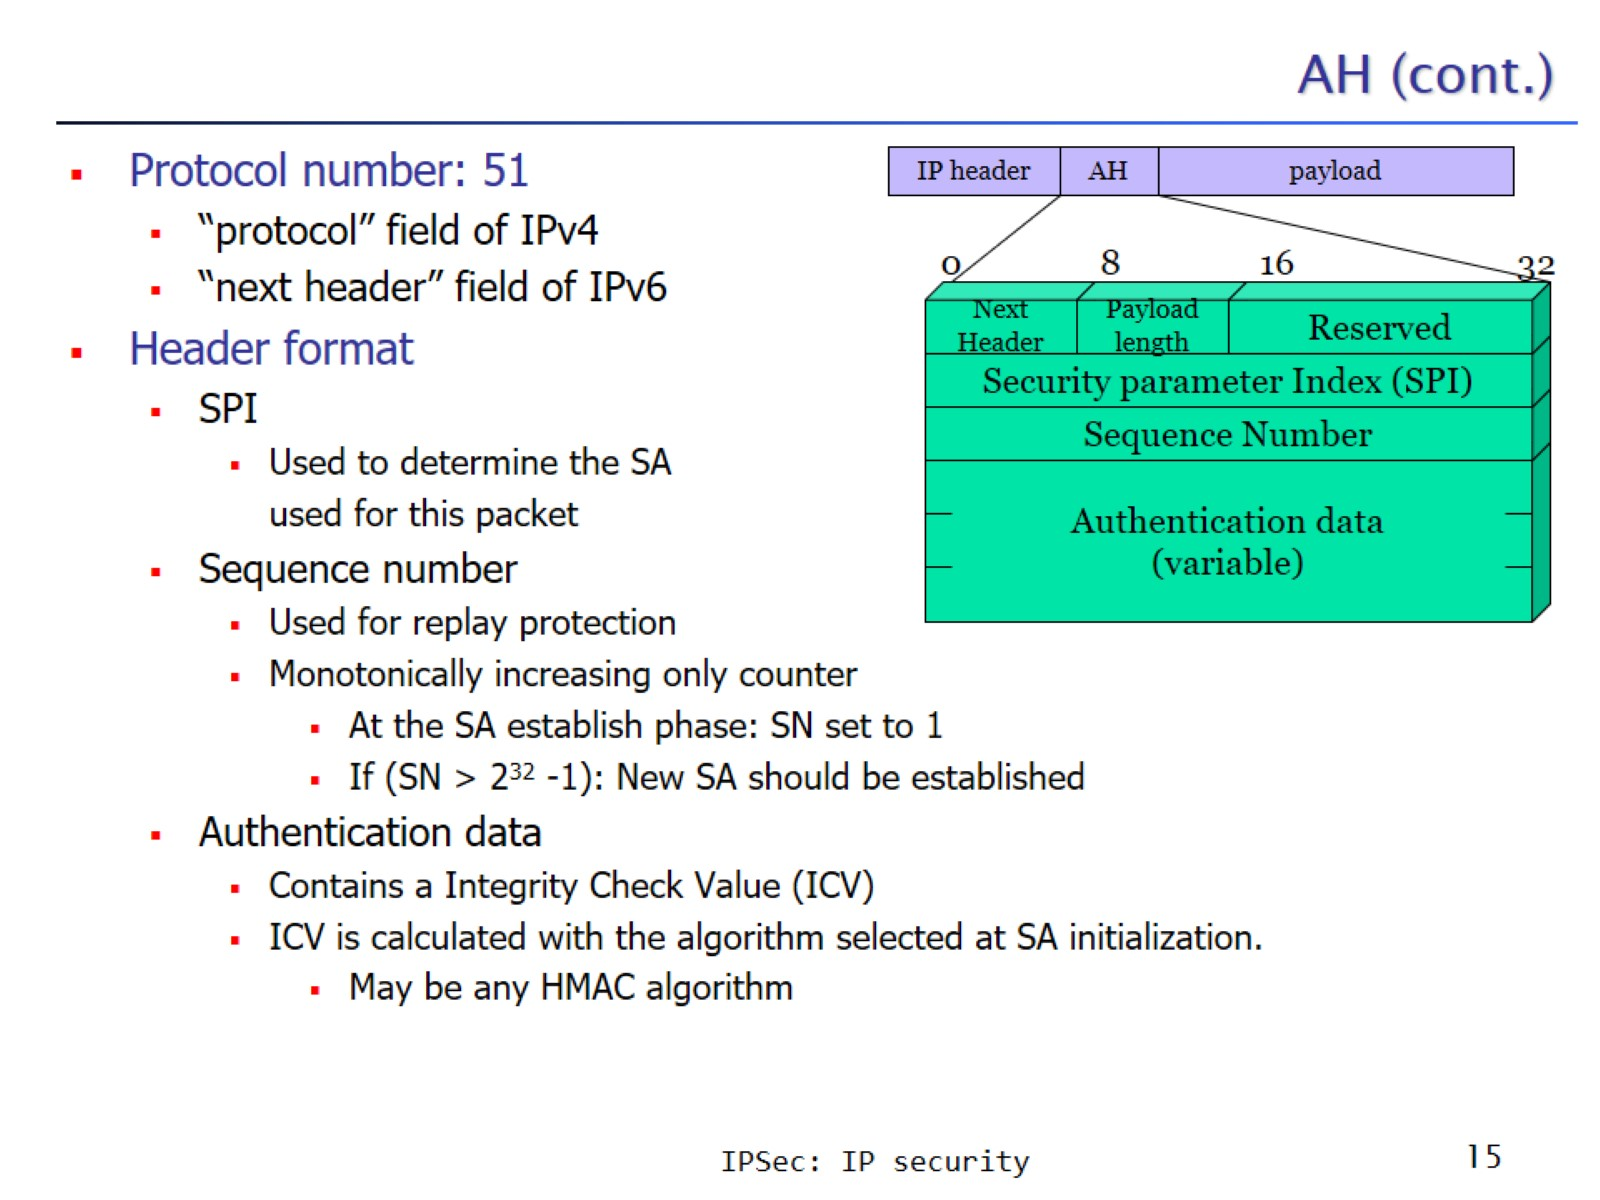 AH (cont.)
Protocol number: 51
“protocol” field of IPv4
“next header” field of IPv6
Header format
SPI
Used to determine the SA
used for this packet
Sequence number
Used for replay protection
Monotonically increasing only counter
At the SA establish phase: SN set to 1
If (SN > 2³² -1): New SA should be established
Authentication data
Contains a Integrity Check Value (ICV)
ICV is calculated with the algorithm selected at SA initialization.
May be any HMAC algorithm
IP header AH payload
0 8 16 32
Next
Header
Payload
length
Reserved
Security parameter Index (SPI)
Sequence Number
Authentication data
(variable)
IPSec: IP security
15